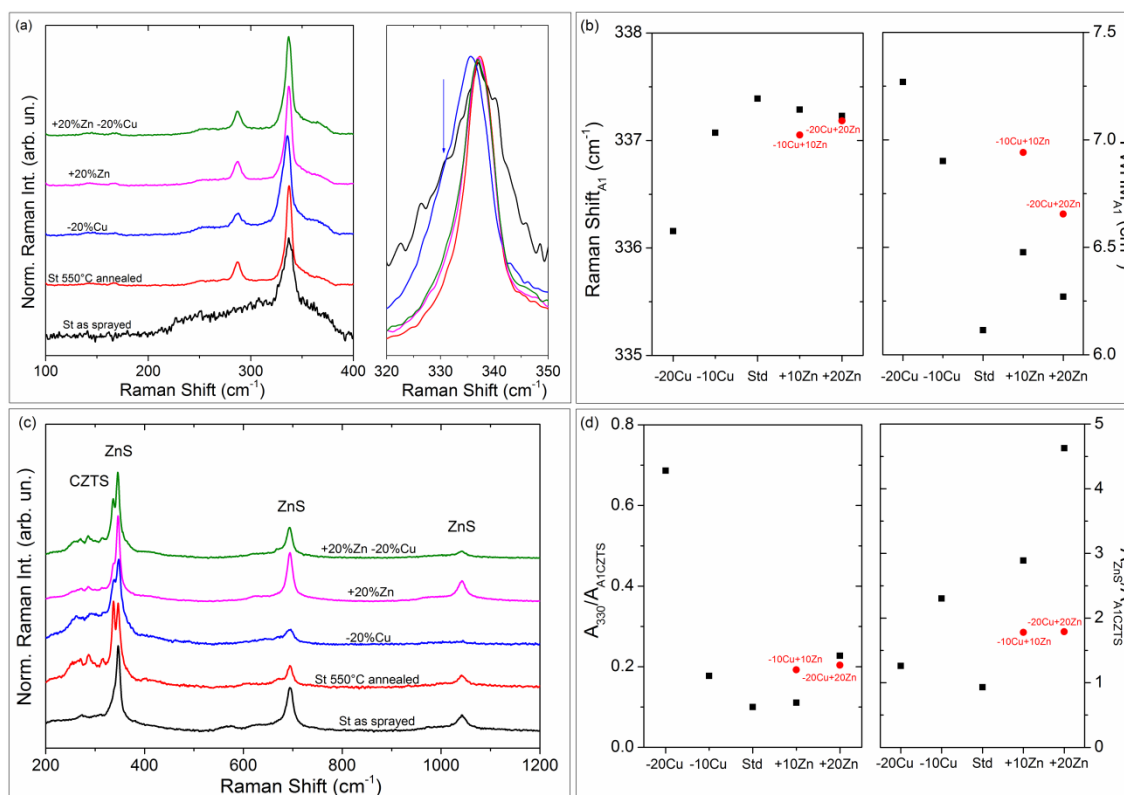 (a)
Norm. Raman Int. (arb. un.)
+20%Zn -20%Cu
+20%Zn
-20%Cu
St 550°C annealed
St as sprayed
100 200 300 400
Raman Shift (cm-1)
320 330 340 350
Raman Shift (cm-1)
(b)
Raman Shift A1 (cm-1)
338
337
336
335
-10Cu+10Zn
-20Cu+20Zn
-20Cu -10Cu Std +10Zn +20Zn
7.5
7.0
6.5
6.0
-10Cu+10Zn
-20Cu+20Zn
-20Cu -10Cu Std +10Zn +20Zn
(c)
Norm. Raman Int. (arb. un.)
ZnS
CZTS
ZnS
ZnS
+20%Zn -20%Cu
+20%Zn
-20%Cu
St 550°C annealed
St as sprayed
200 400 600 800 1000 1200
Raman Shift (cm-1)
(d)
A330/AA1CZTS
0.8
0.6
0.4
0.2
0.0
-10Cu+10Zn
-20Cu+20Zn
-20Cu -10Cu Std +10Zn +20Zn
5
4
3
2
1
0
-20Cu+20Zn
-10Cu+10Zn
-20Cu -10Cu Std +10Zn +20Zn